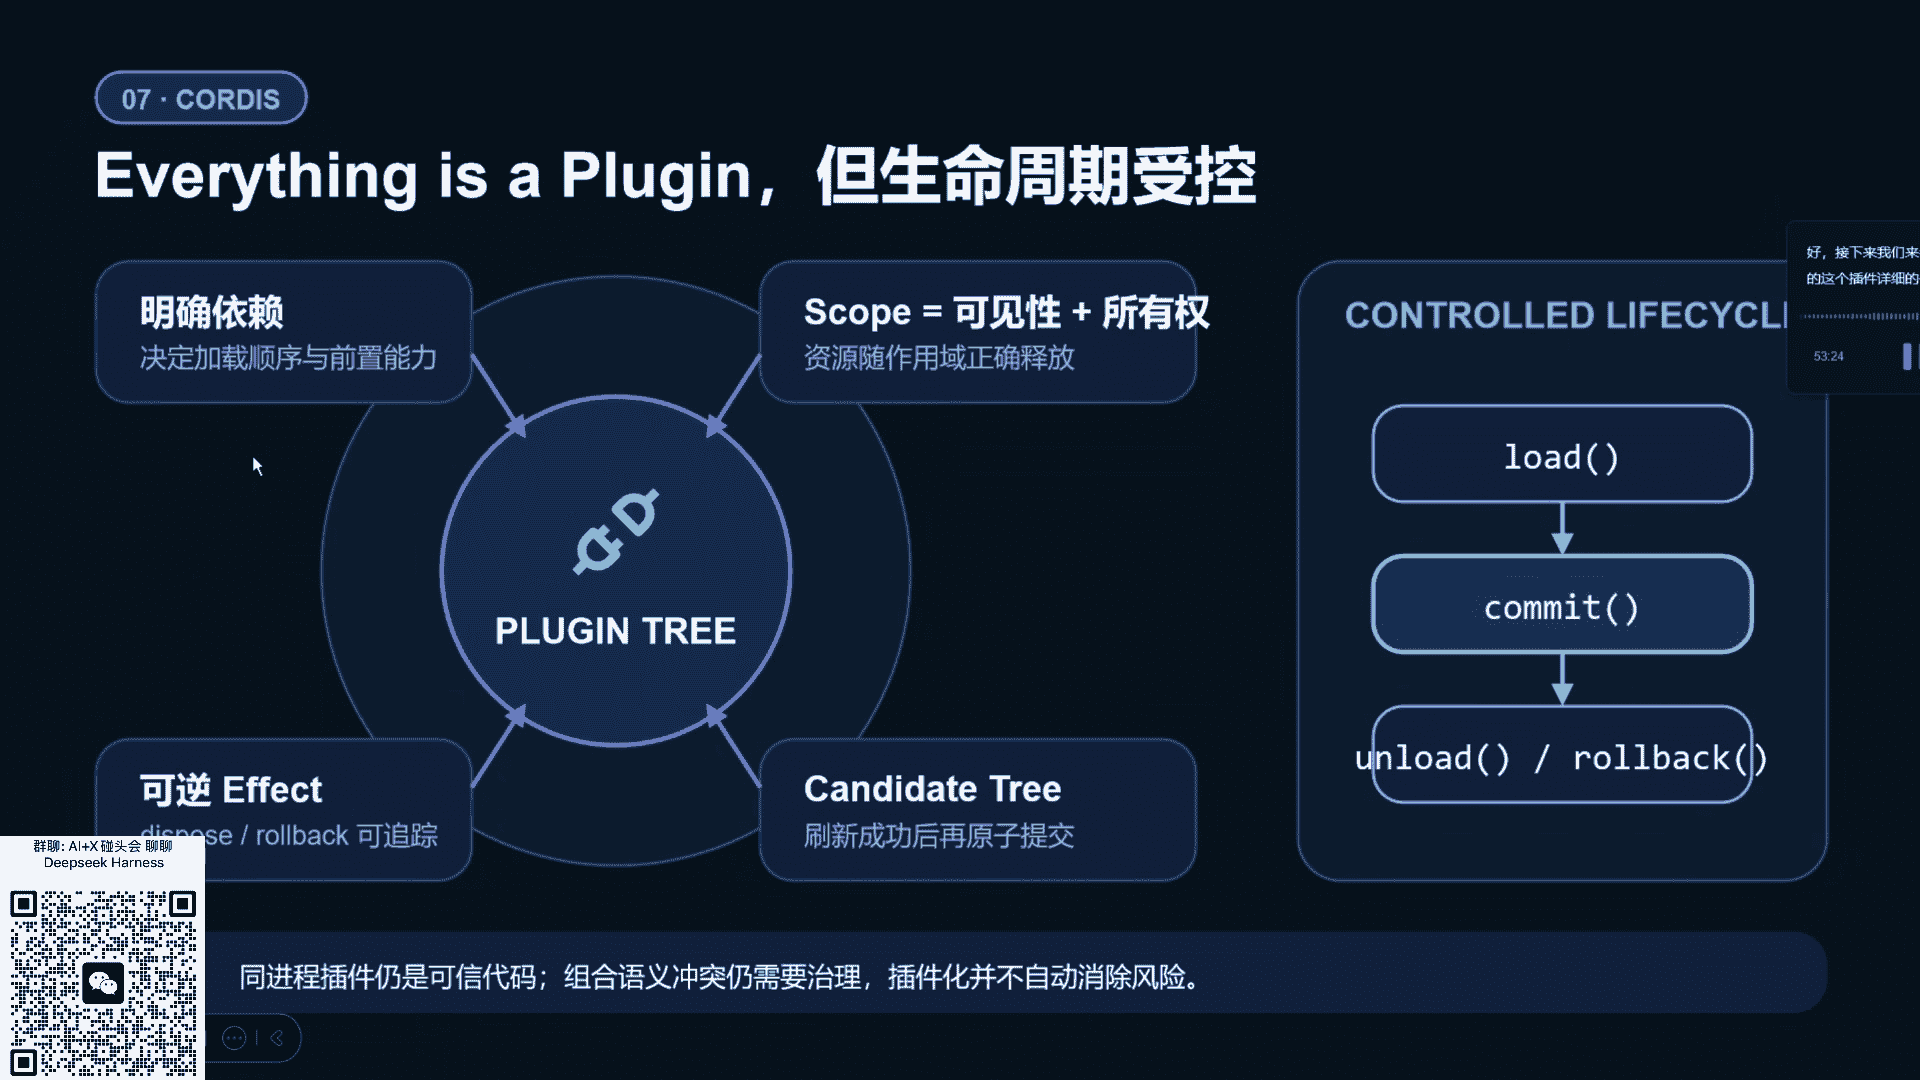 07 · CORDIS
Everything is a Plugin，但生命周期受控
明确依赖
决定加载顺序与前置能力
Scope = 可见性 + 所有权
资源随作用域正确释放
PLUGIN TREE
可逆 Effect
dispose / rollback 可追踪
Candidate Tree
刷新成功后再原子提交
CONTROLLED LIFECYCL
load()
commit()
unload() / rollback()
好，接下来我们来
的这个插件详细的
53:24
同进程插件仍是可信代码；组合语义冲突仍需要治理，插件化并不自动消除风险。
群聊: AI+X 碰头会 聊聊
Deepseek Harness